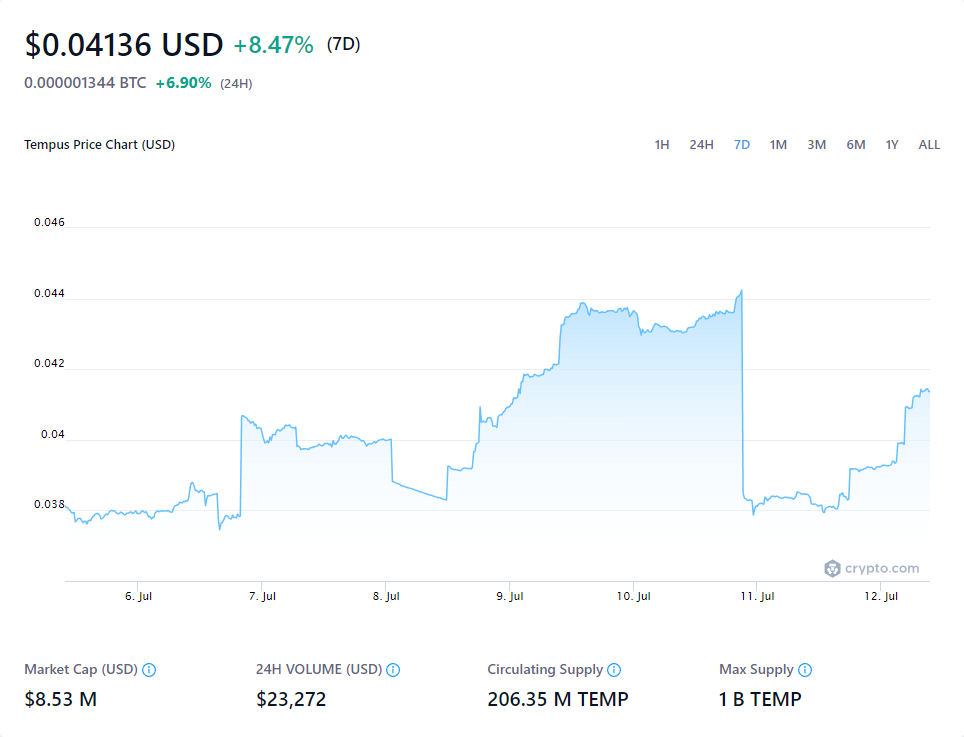 $0.04136 USD +8.47% (7D)
0.000001344 BTC +6.90% (24H)
Tempus Price Chart (USD) 1H 24H 7D 1M 3M 6M 1Y ALL
0.046
0.044
0.042
0.04
0.038
crypto.com
6. Jul 7. Jul 8. Jul 9. Jul 10. Jul 11. Jul 12. Jul
Market Cap (USD) 24H VOLUME (USD) Circulating Supply Max Supply
$8.53 M $23,272 206.35 M TEMP 1 B TEMP